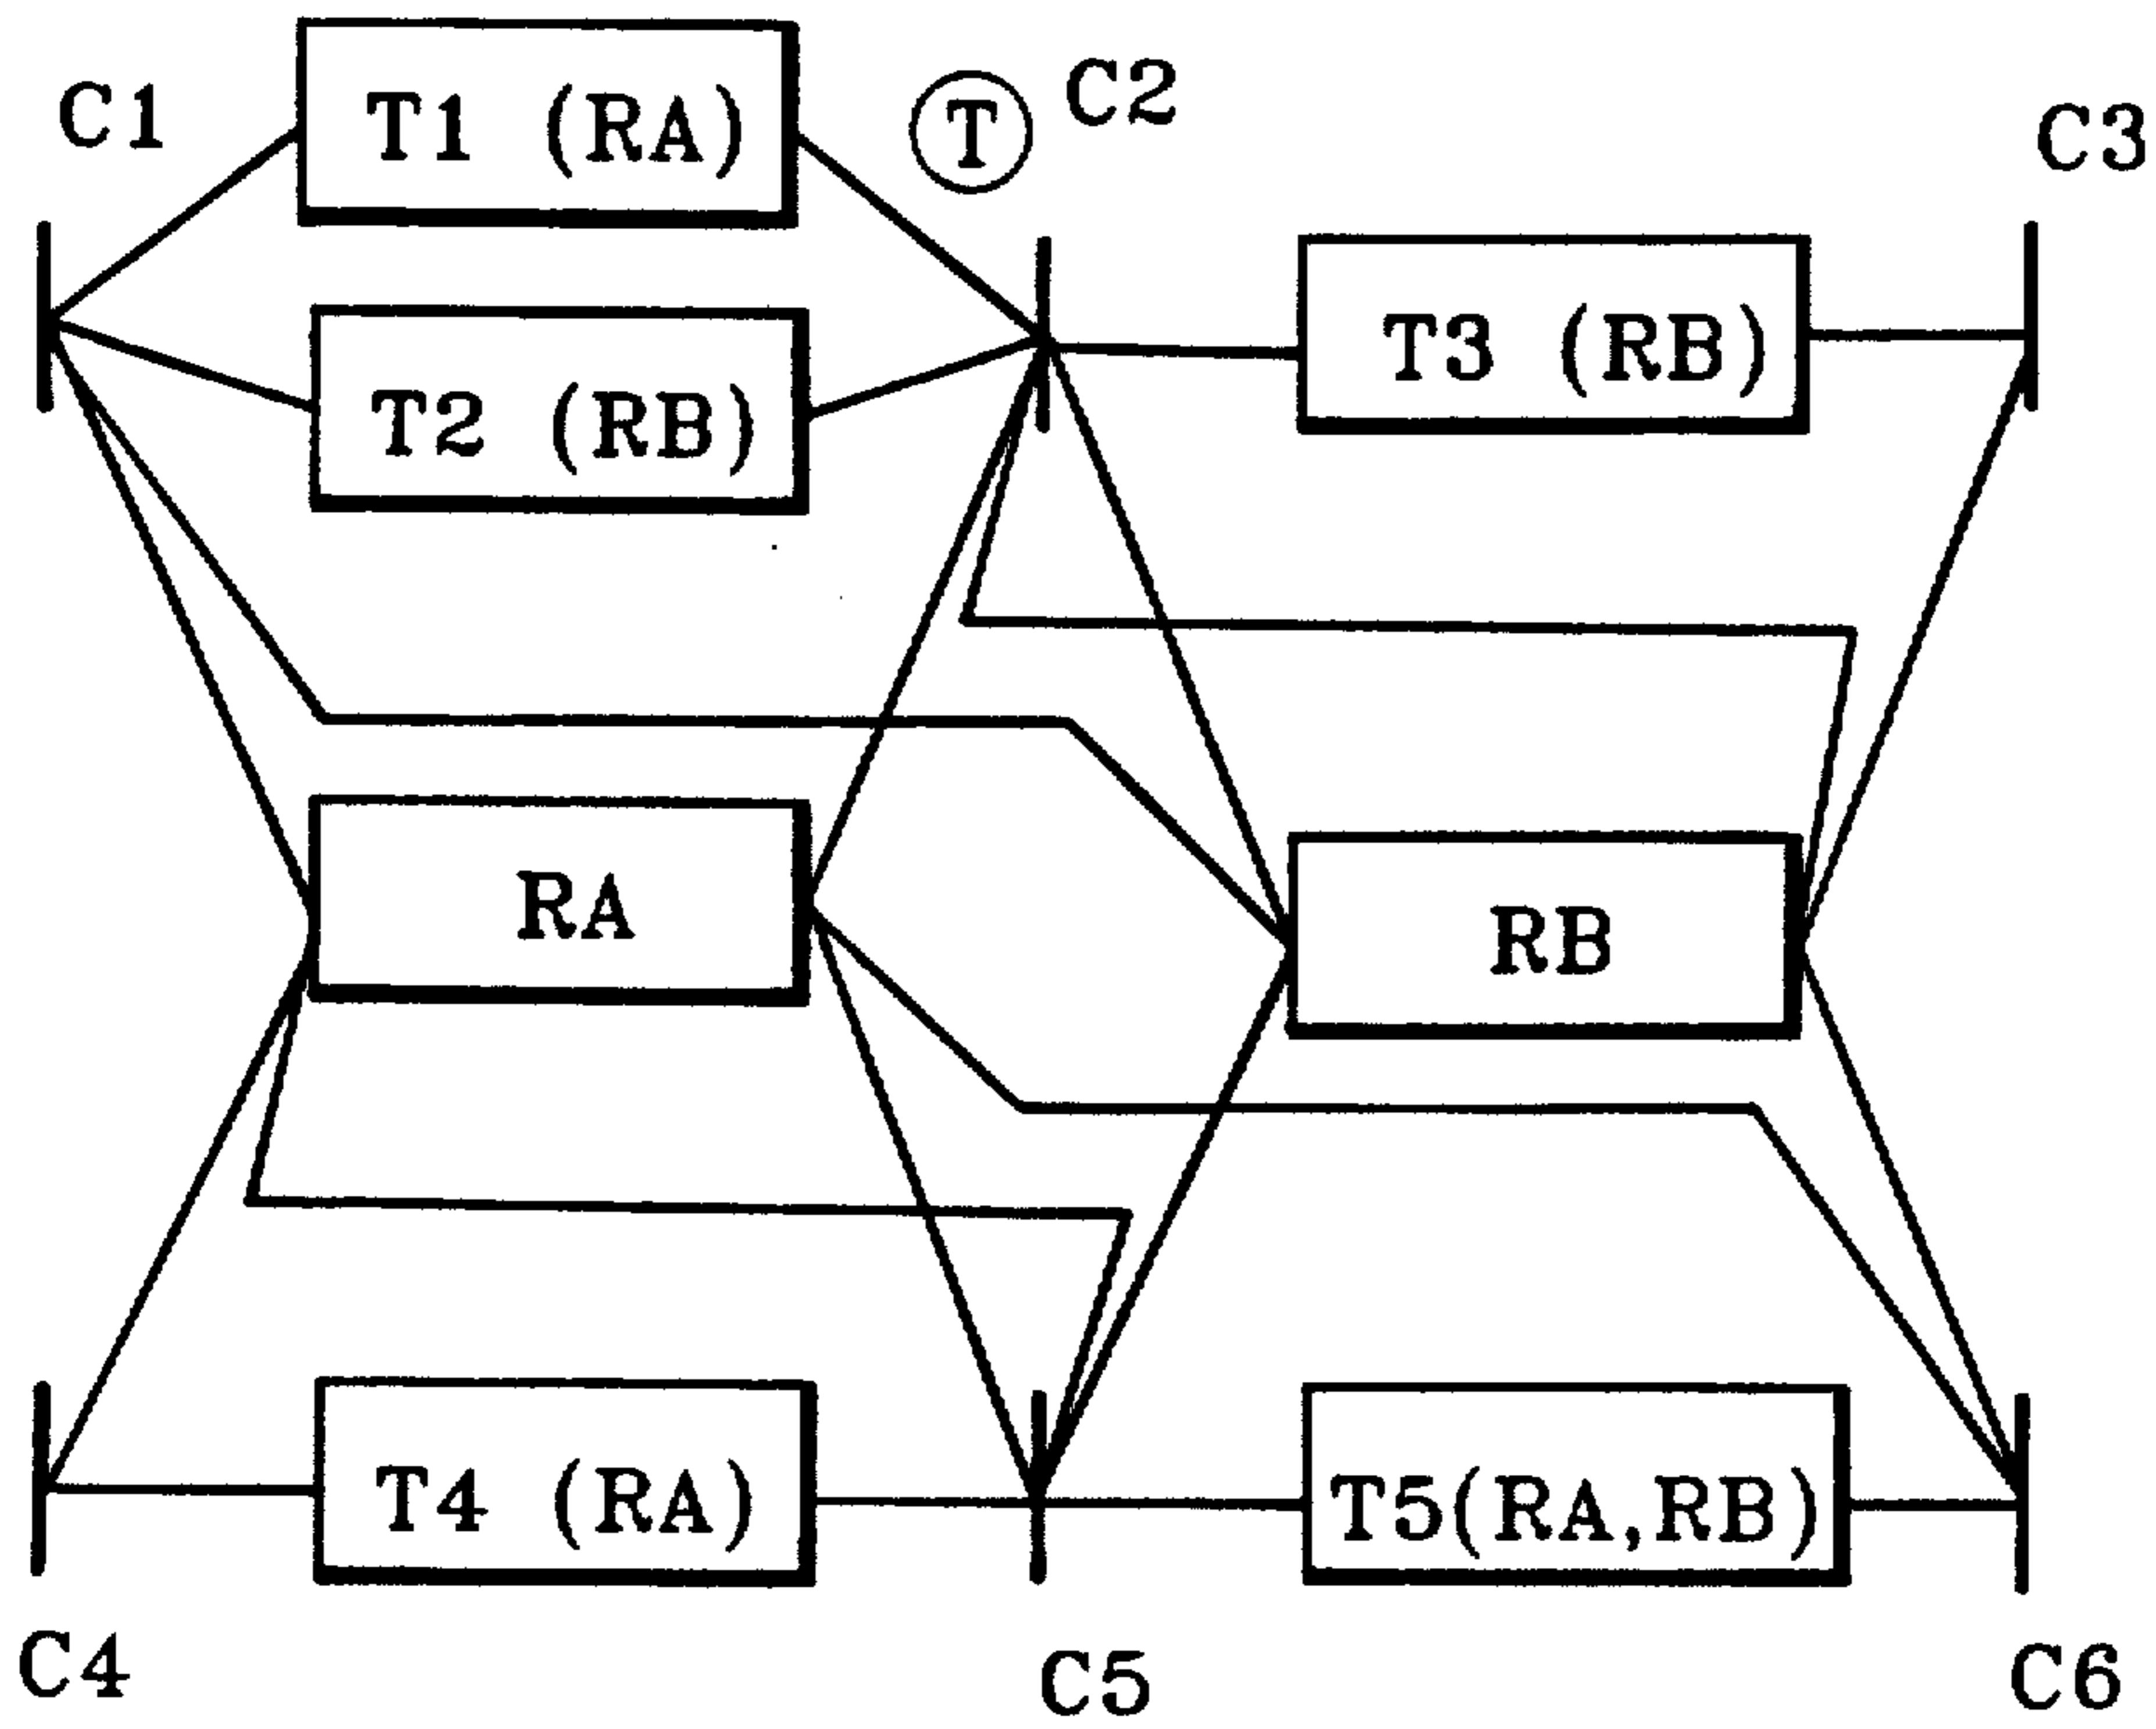 C1
T1 (RA)
T
C2
C3
T2 (RB)
T3 (RB)
RA
RB
T4 (RA)
T5(RA,RB)
C4
C5
C6